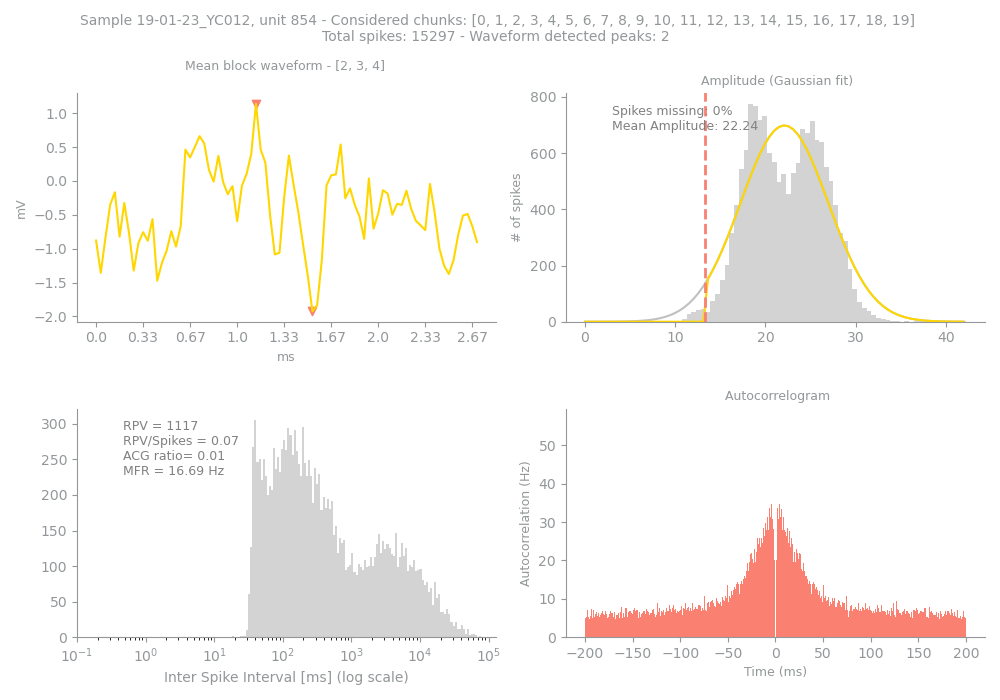 Sample 19-01-23_YC012, unit 854 - Considered chunks: [0, 1, 2, 3, 4, 5, 6, 7, 8, 9, 10, 11, 12, 13, 14, 15, 16, 17, 18, 19]
Total spikes: 15297 - Waveform detected peaks: 2
Mean block waveform - [2, 3, 4]
1.0
0.5
0.0
−0.5
−1.0
−1.5
−2.0
mV
0.0 0.33 0.67 1.0 1.33 1.67 2.0 2.33 2.67
ms
Amplitude (Gaussian fit)
Spikes missing: 0%
Mean Amplitude: 22.24
800
600
400
200
0
# of spikes
0 10 20 30 40
RPV = 1117
RPV/Spikes = 0.07
ACG ratio= 0.01
MFR = 16.69 Hz
300
250
200
150
100
50
0
10⁻¹ 10⁰ 10¹ 10² 10³ 10⁴ 10⁵
Inter Spike Interval [ms] (log scale)
Autocorrelogram
50
40
30
20
10
0
Autocorrelation (Hz)
−200 −150 −100 −50 0 50 100 150 200
Time (ms)